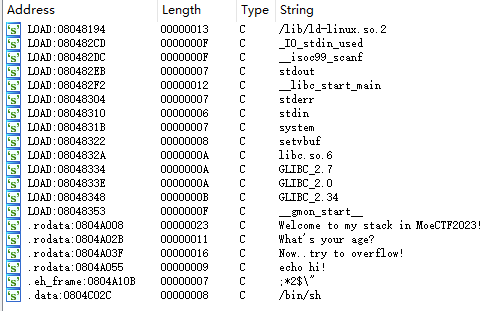 Address Length Type String
LOAD:08048194 00000013 C /lib/ld-linux.so.2
LOAD:080482CD 0000000F C _IO_stdin_used
LOAD:080482DC 0000000F C __isoc99_scanf
LOAD:080482EB 00000007 C stdout
LOAD:080482F2 00000012 C __libc_start_main
LOAD:08048304 00000007 C stderr
LOAD:08048310 00000006 C stdin
LOAD:0804831B 00000007 C system
LOAD:08048322 00000008 C setvbuf
LOAD:0804832A 0000000A C libc.so.6
LOAD:08048334 0000000A C GLIBC_2.7
LOAD:0804833E 0000000A C GLIBC_2.0
LOAD:08048348 0000000B C GLIBC_2.34
LOAD:08048353 0000000F C __gmon_start__
.rodata:0804A008 00000023 C Welcome to my stack in MoeCTF2023!
.rodata:0804A02B 00000011 C What's your age?
.rodata:0804A03F 00000016 C Now..try to overflow!
.rodata:0804A055 00000009 C echo hi!
.eh_frame:0804A10B 00000007 C ;*2$\"
.data:0804C02C 00000008 C /bin/sh